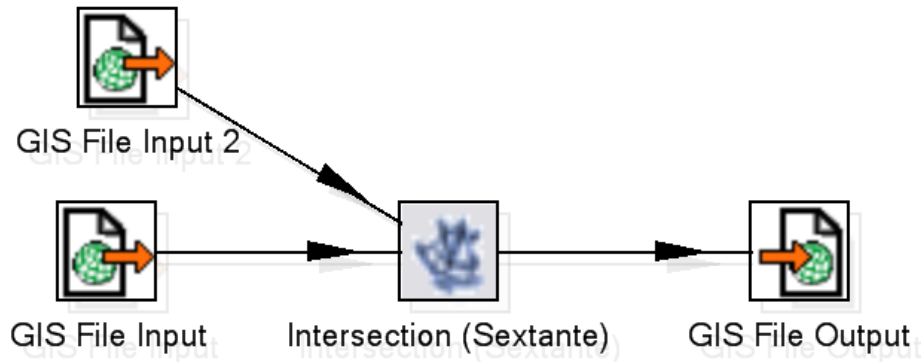 GIS File Input 2
GIS File Input
Intersection (Sextante)
GIS File Output